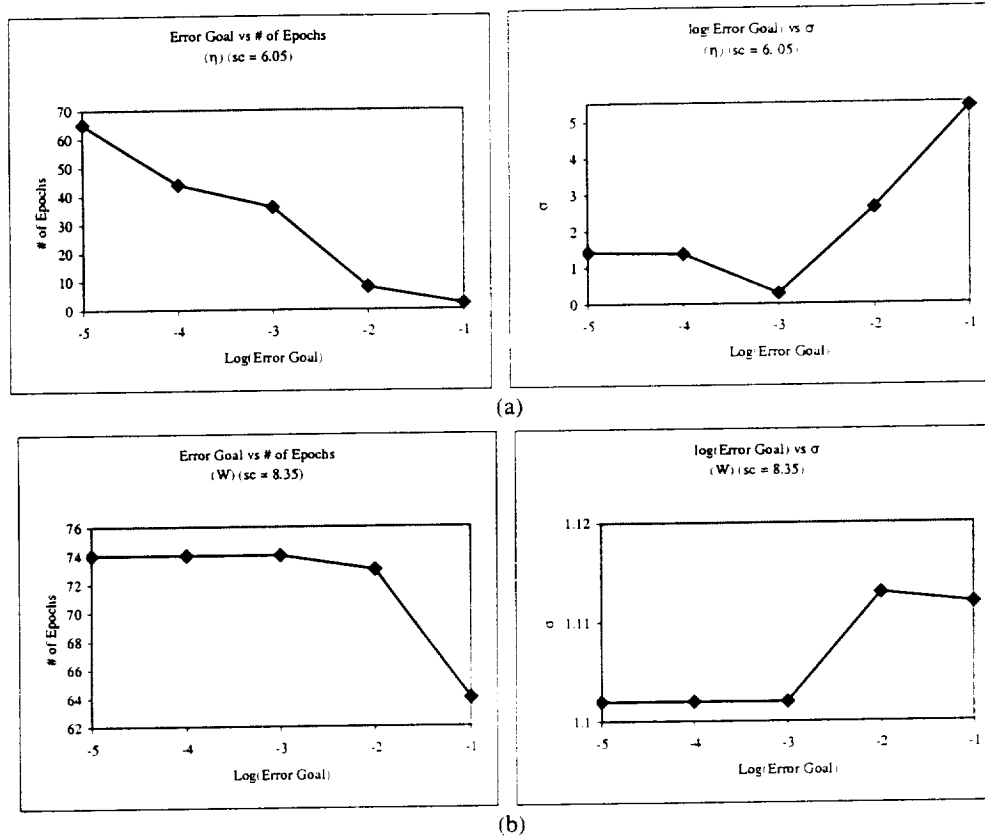 Error Goal vs # of Epochs
(η) (sc = 6.05)
# of Epochs
70
60
50
40
30
20
10
0
-5 -4 -3 -2 -1
Log(Error Goal)
log(Error Goal) vs σ
(η) (sc = 6.05)
σ
5
4
3
2
1
0
-5 -4 -3 -2 -1
Log(Error Goal)
(a)
Error Goal vs # of Epochs
(W) (sc = 8.35)
# of Epochs
76
74
72
70
68
66
64
62
-5 -4 -3 -2 -1
Log(Error Goal)
log(Error Goal) vs σ
(W) (sc = 8.35)
σ
1.12
1.11
1.1
-5 -4 -3 -2 -1
Log(Error Goal)
(b)